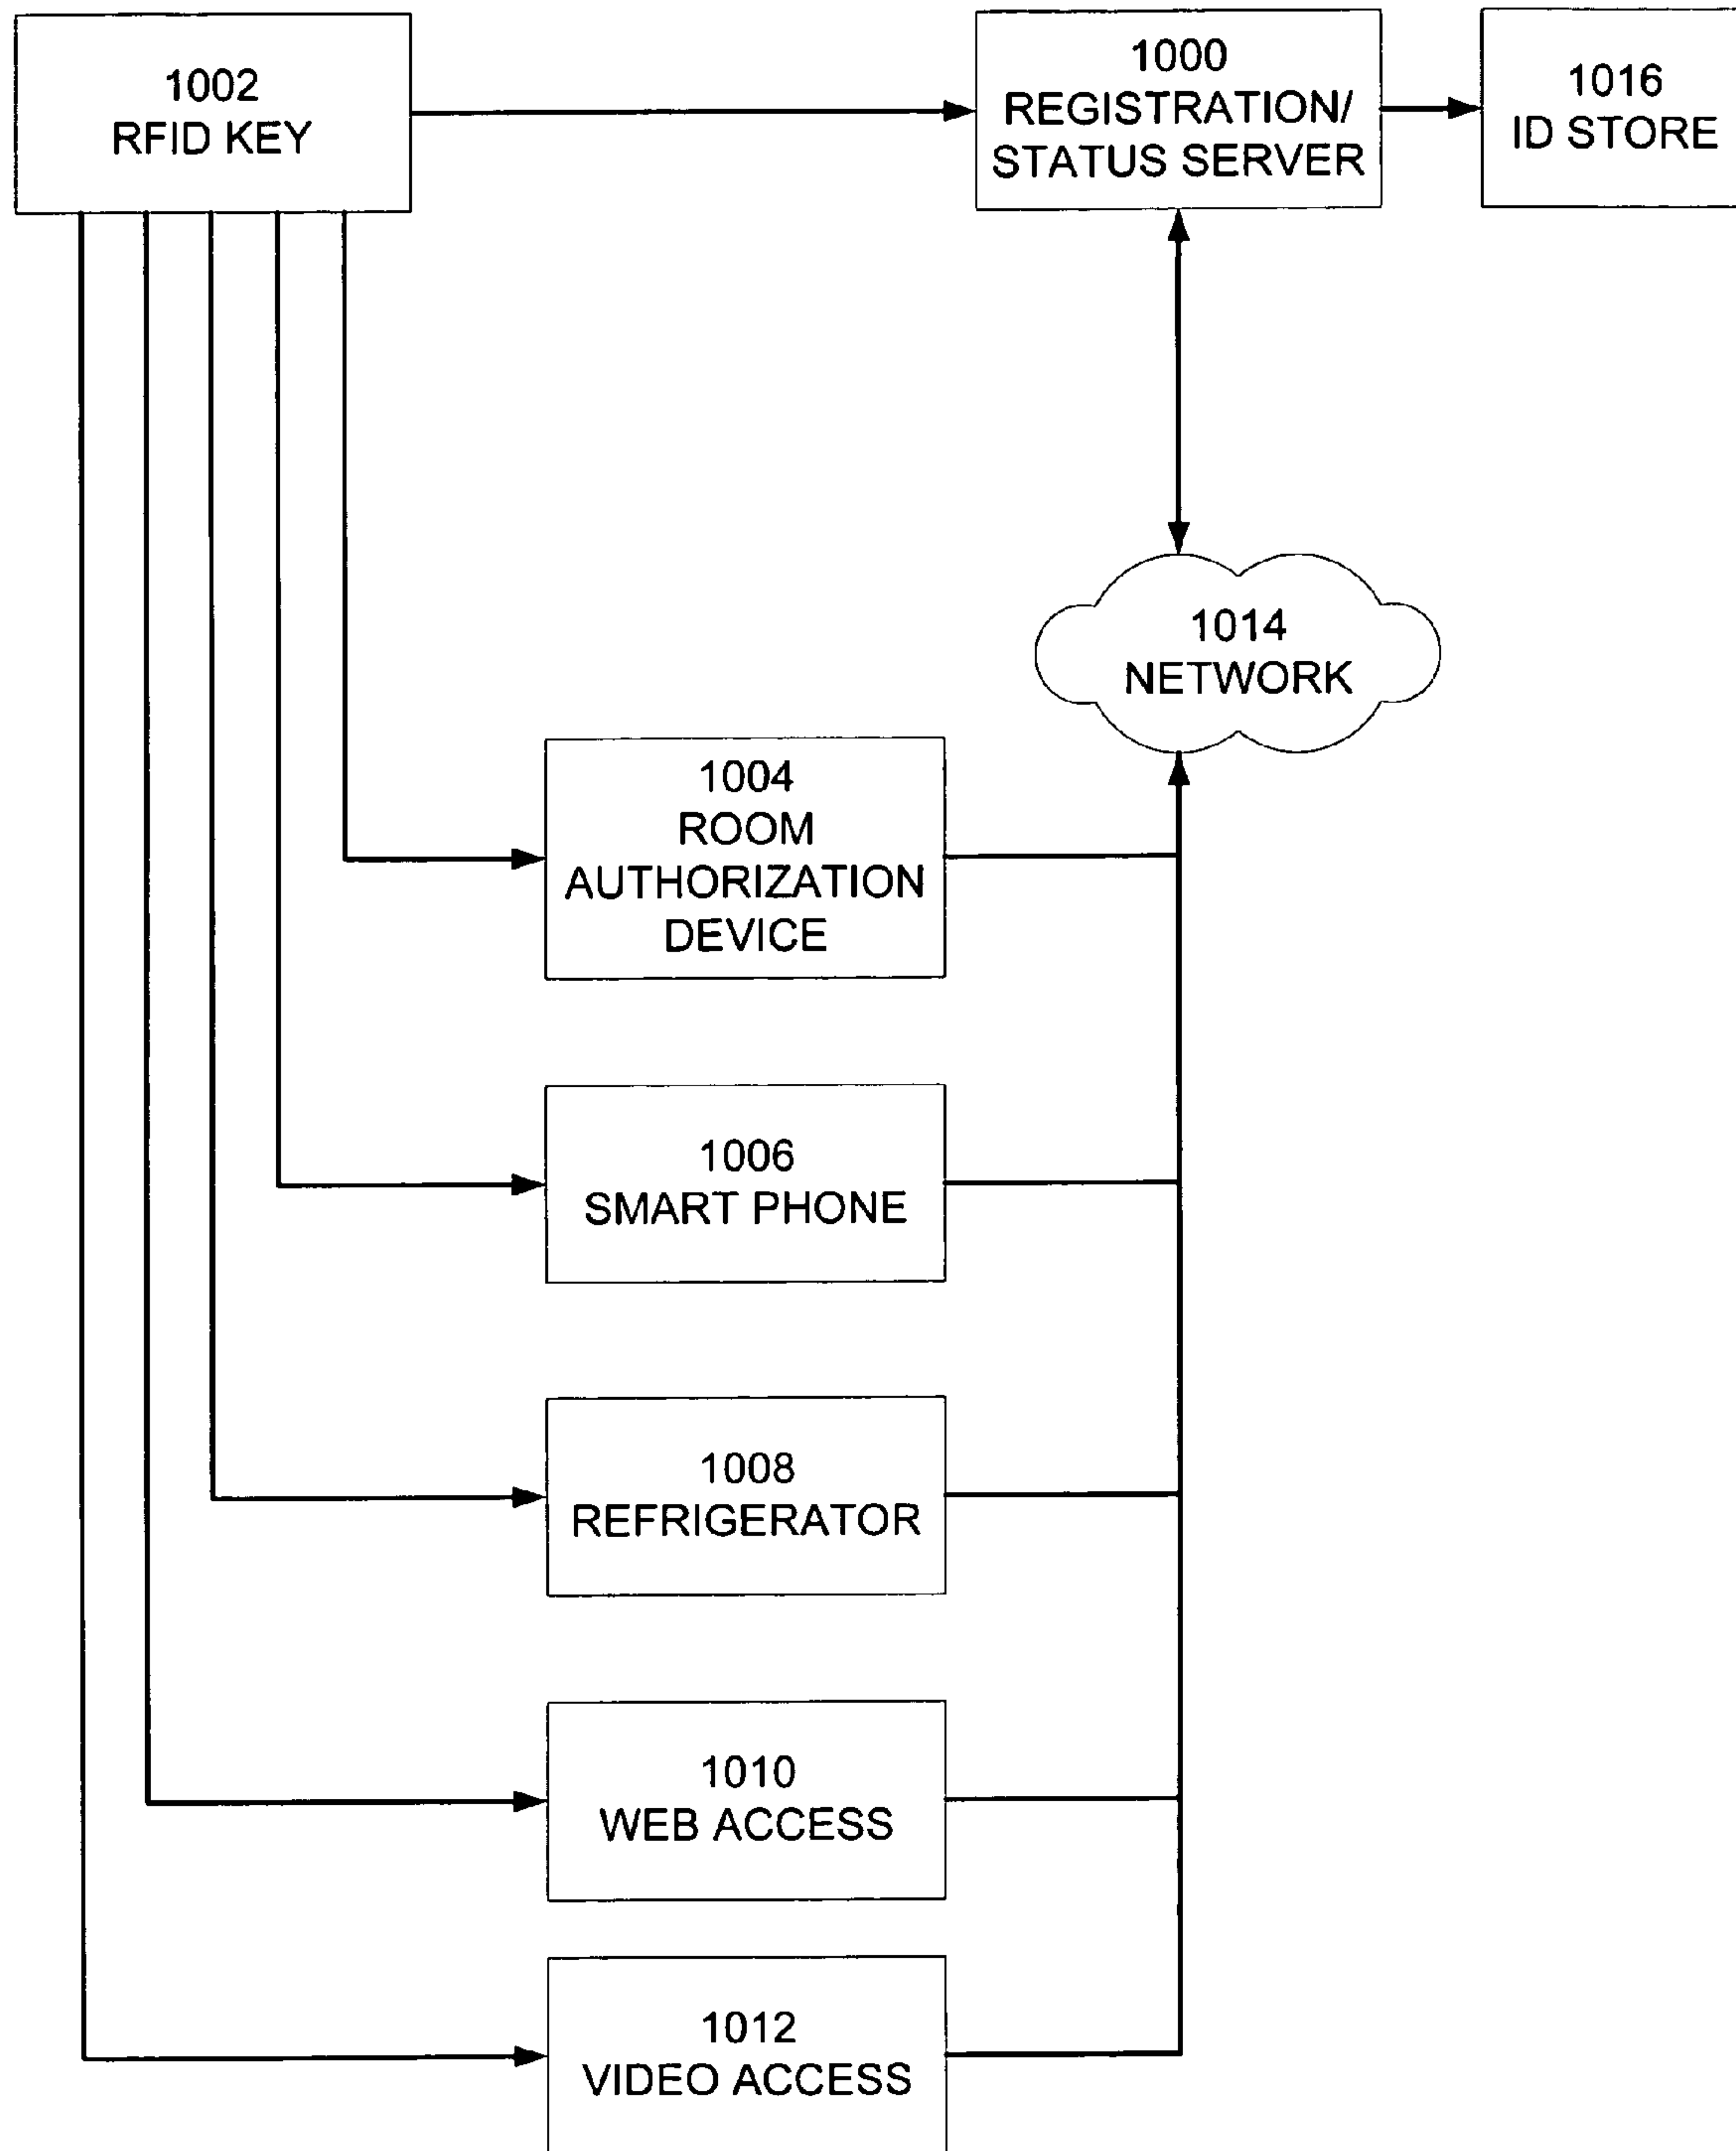 1002
RFID KEY
1000
REGISTRATION/
STATUS SERVER
1016
ID STORE
1014
NETWORK
1004
ROOM
AUTHORIZATION
DEVICE
1006
SMART PHONE
1008
REFRIGERATOR
1010
WEB ACCESS
1012
VIDEO ACCESS